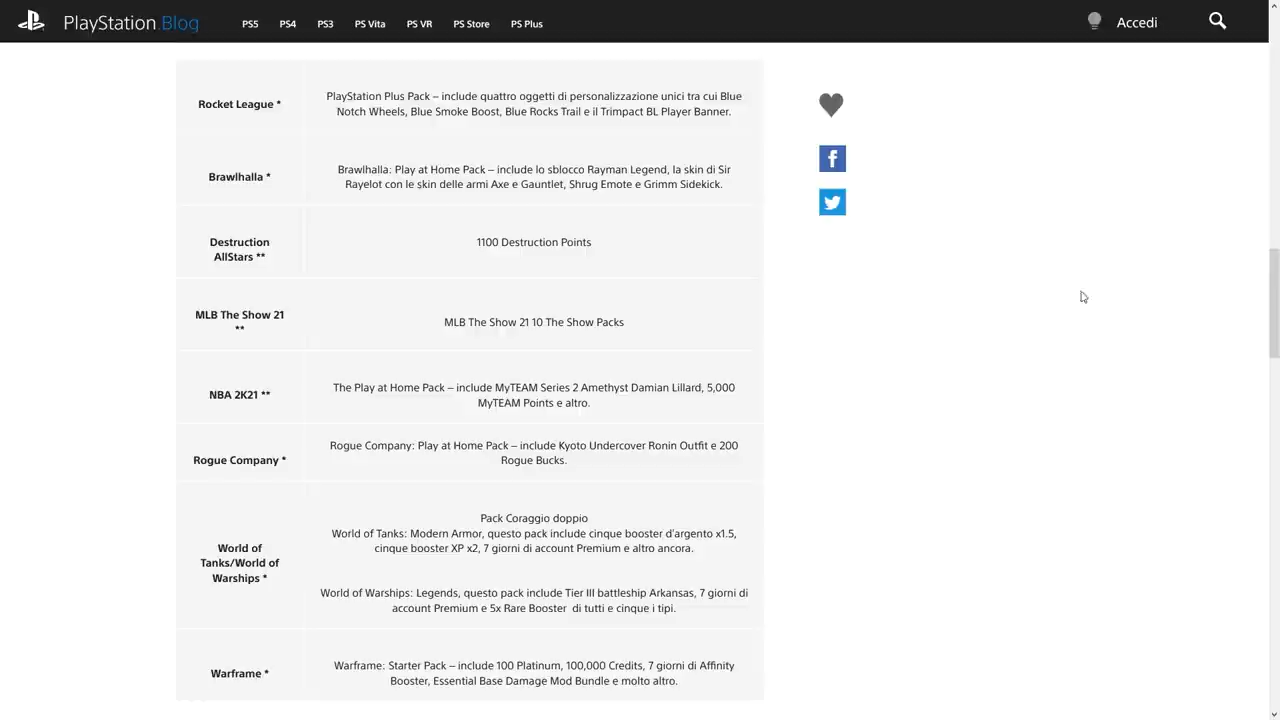 PlayStation.Blog PS5 PS4 PS3 PS Vita PS VR PS Store PS Plus Accedi
Rocket League *
PlayStation Plus Pack – include quattro oggetti di personalizzazione unici tra cui Blue
Notch Wheels, Blue Smoke Boost, Blue Rocks Trail e il Trimpact BL Player Banner.
Brawlhalla *
Brawlhalla: Play at Home Pack – include lo sblocco Rayman Legend, la skin di Sir
Rayelot con le skin delle armi Axe e Gauntlet, Shrug Emote e Grimm Sidekick.
Destruction
AllStars **
1100 Destruction Points
MLB The Show 21
**
MLB The Show 21 10 The Show Packs
NBA 2K21 **
The Play at Home Pack – include MyTEAM Series 2 Amethyst Damian Lillard, 5,000
MyTEAM Points e altro.
Rogue Company *
Rogue Company: Play at Home Pack – include Kyoto Undercover Ronin Outfit e 200
Rogue Bucks.
World of
Tanks/World of
Warships *
Pack Coraggio doppio
World of Tanks: Modern Armor, questo pack include cinque booster d'argento x1.5,
cinque booster XP x2, 7 giorni di account Premium e altro ancora.
World of Warships: Legends, questo pack include Tier III battleship Arkansas, 7 giorni di
account Premium e 5x Rare Booster di tutti e cinque i tipi.
Warframe *
Warframe: Starter Pack – include 100 Platinum, 100,000 Credits, 7 giorni di Affinity
Booster, Essential Base Damage Mod Bundle e molto altro.